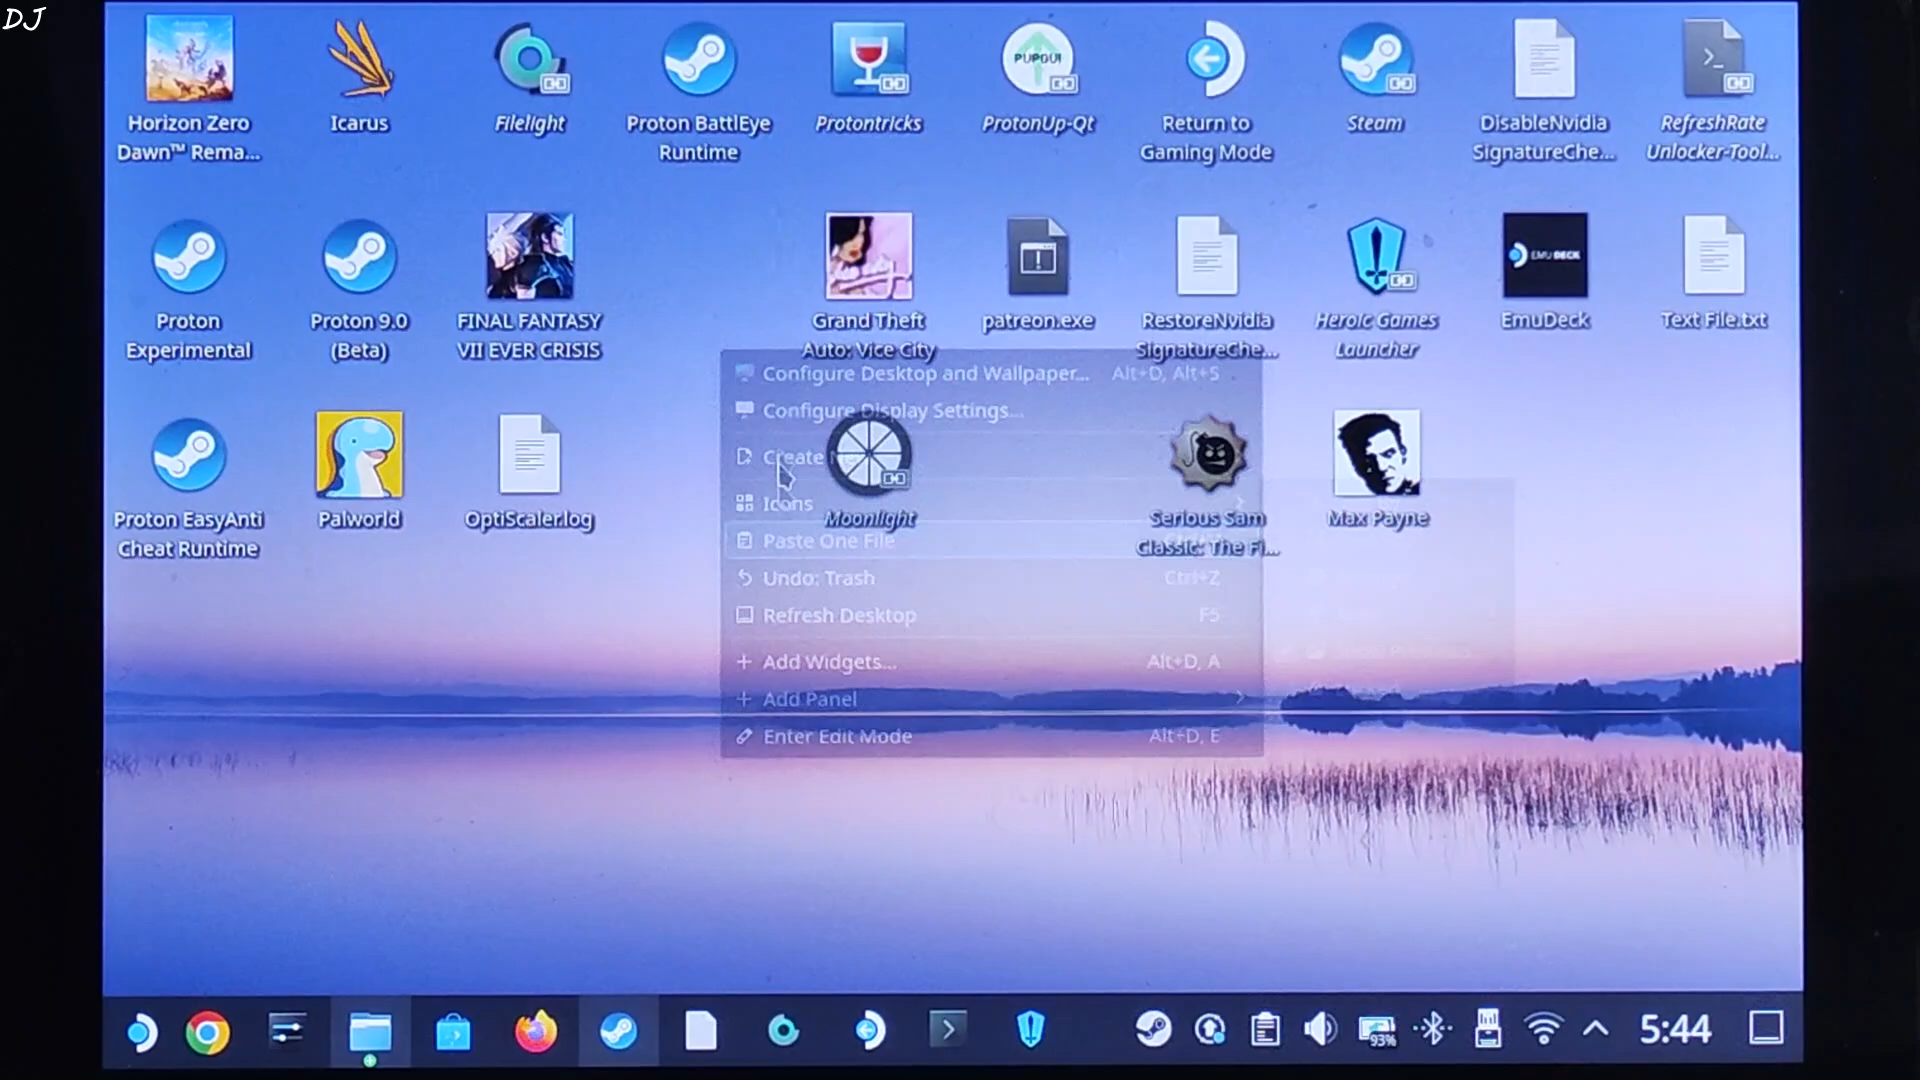 DJ
Horizon Zero
Dawn™ Rema...
Icarus
Filelight
Proton BattlEye
Runtime
Protontricks
PUPGUI
ProtonUp-Qt
Return to
Gaming Mode
Steam
DisableNvidia
SignatureChe...
RefreshRate
Unlocker-Tool...
Proton
Experimental
Proton 9.0
(Beta)
FINAL FANTASY
VII EVER CRISIS
Grand Theft
Auto: Vice City
patreon.exe
RestoreNvidia
SignatureChe...
Heroic Games
Launcher
EMUDECK
EmuDeck
Text File.txt
Configure Desktop and Wallpaper... Alt+D, Alt+S
Configure Display Settings...
Create
Icons
Paste One File
Undo: Trash Ctrl+Z
Refresh Desktop F5
Add Widgets... Alt+D, A
Add Panel
Enter Edit Mode Alt+D, E
Proton EasyAnti
Cheat Runtime
Palworld
OptiScaler.log
Moonlight
Serious Sam
Classic: The Fi...
Max Payne
93%
5:44